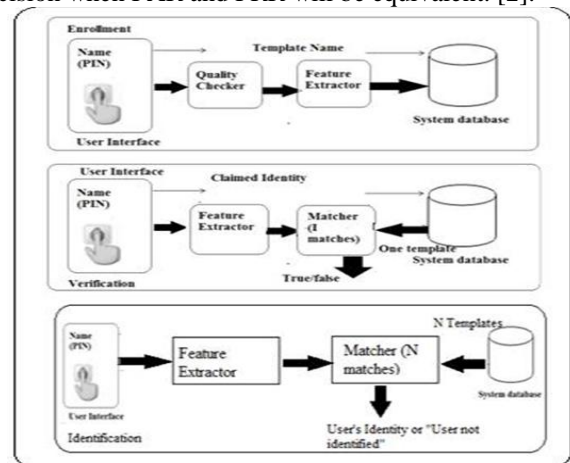 cision when FAR and FRR will be equivalent. [2].
Enrollment
Name
(PIN)
Template Name
Quality
Checker
Feature
Extractor
System database
User Interface
User Interface
Claimed Identity
Name
(PIN)
Feature
Extractor
Matcher
(1
matches)
One template
System database
True/false
Verification
N Templates
Name
(PIN)
Feature
Extractor
Matcher (N
matches)
System database
User Interface
User's Identity or "User not
identified"
Identification